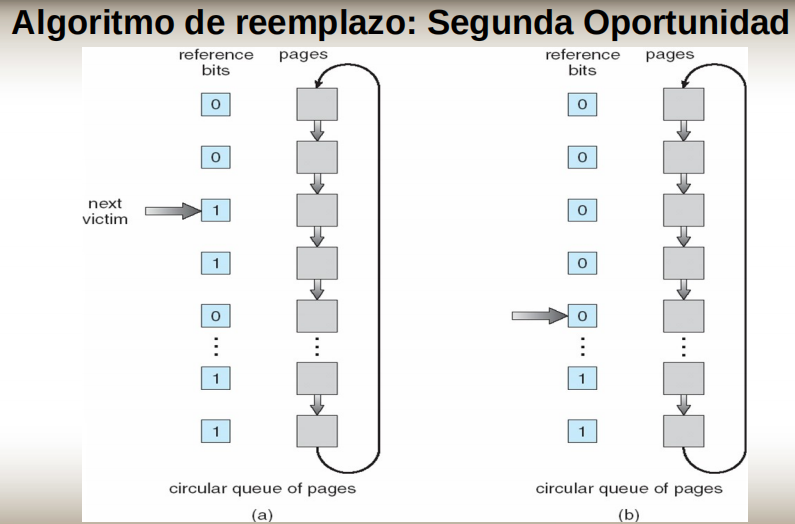 Algoritmo de reemplazo: Segunda Oportunidad
reference
bits
pages
0
0
next
victim
1
1
0
1
1
circular queue of pages
(a)
reference
bits
pages
0
0
0
0
0
1
1
circular queue of pages
(b)